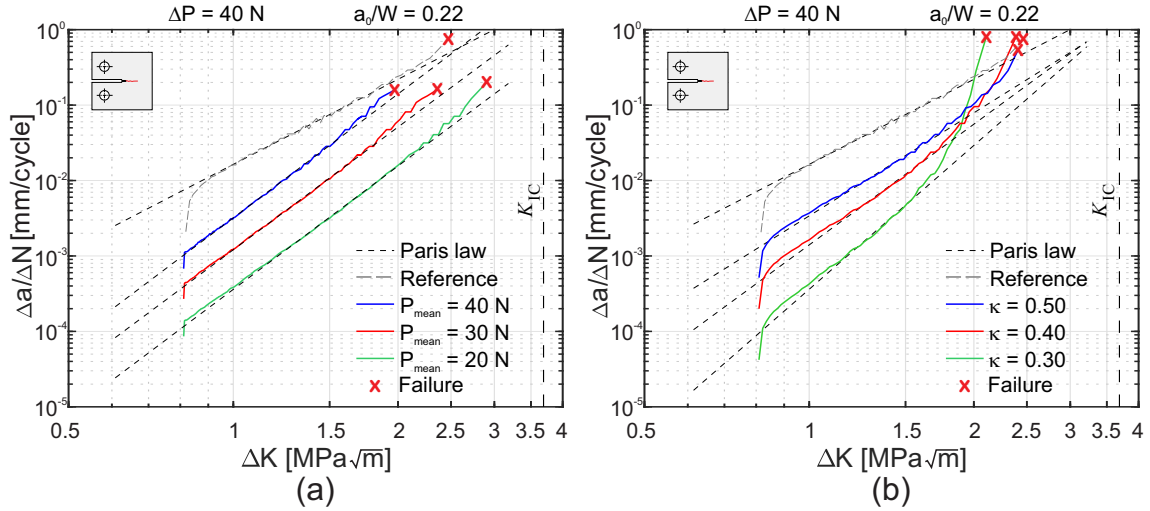 ΔP = 40 N a₀/W = 0.22
10⁰
10⁻¹
10⁻²
10⁻³
10⁻⁴
10⁻⁵
Δa/ΔN [mm/cycle]
K_IC
Paris law
Reference
P_mean = 40 N
P_mean = 30 N
P_mean = 20 N
Failure
0.5 1 1.5 2 2.5 3 3.5 4
ΔK [MPa√m]
(a)
ΔP = 40 N a₀/W = 0.22
10⁰
10⁻¹
10⁻²
10⁻³
10⁻⁴
10⁻⁵
Δa/ΔN [mm/cycle]
K_IC
Paris law
Reference
κ = 0.50
κ = 0.40
κ = 0.30
Failure
0.5 1 1.5 2 2.5 3 3.5 4
ΔK [MPa√m]
(b)